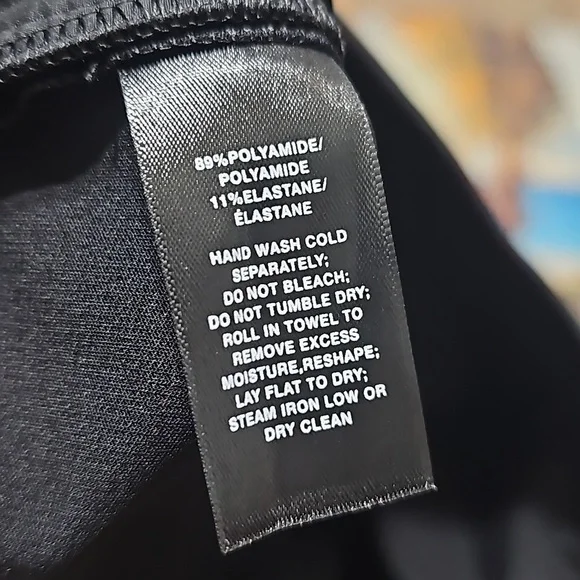 89%POLYAMIDE/
POLYAMIDE
11%ELASTANE/
ÉLASTANE
HAND WASH COLD
SEPARATELY;
DO NOT BLEACH;
DO NOT TUMBLE DRY;
ROLL IN TOWEL TO
REMOVE EXCESS
MOISTURE,RESHAPE;
LAY FLAT TO DRY;
STEAM IRON LOW OR
DRY CLEAN